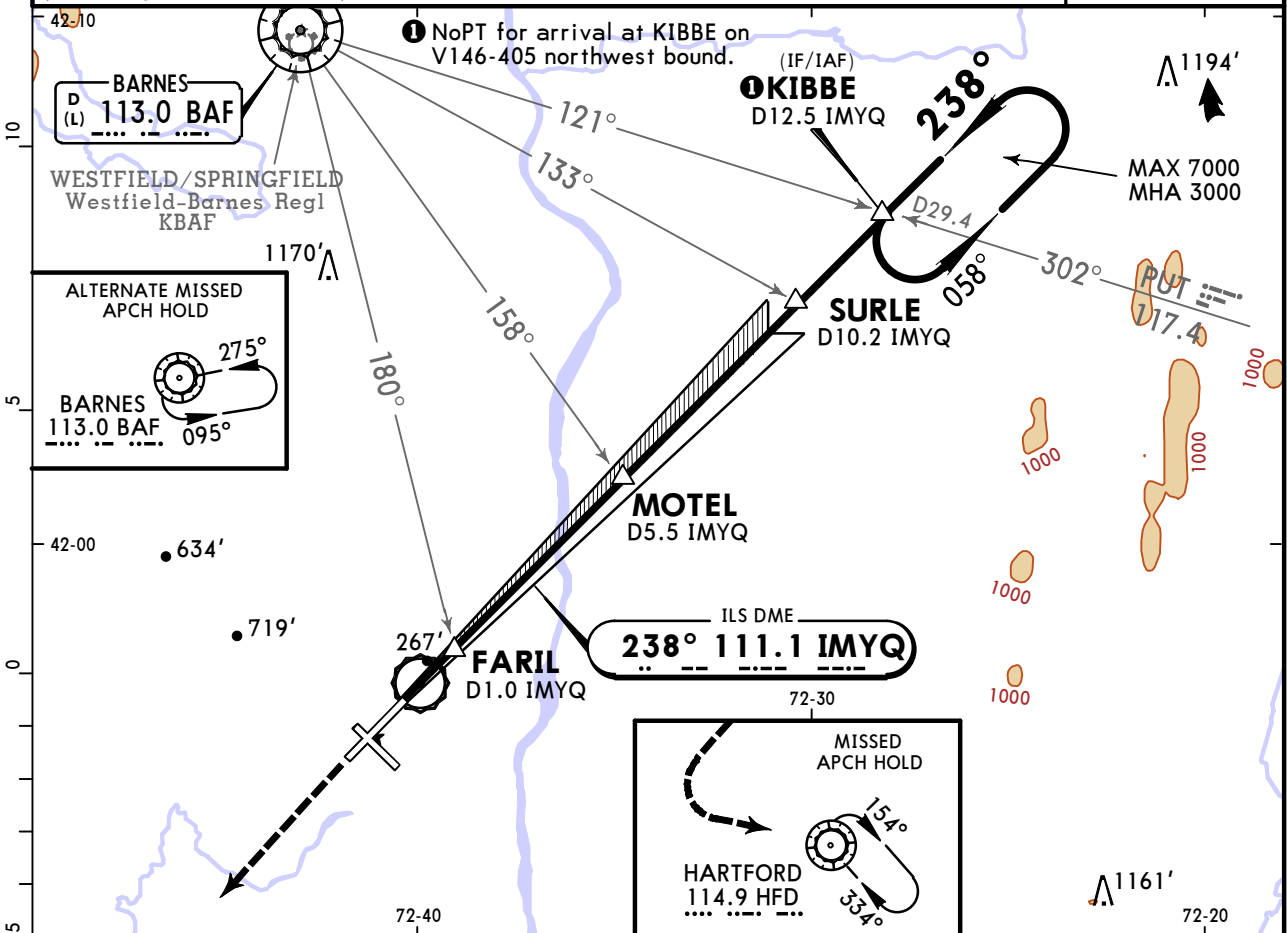 42-10
❶ NoPT for arrival at KIBBE on
V146-405 northwest bound.
BARNES
D
(L) 113.0 BAF
WESTFIELD/SPRINGFIELD
Westfield-Barnes Regl
KBAF
(IF/IAF)
❶KIBBE
D12.5 IMYQ
238°
1194'
MAX 7000
MHA 3000
121°
133°
158°
180°
D29.4
058°
302°
PUT
117.4
1170'
10
ALTERNATE MISSED
APCH HOLD
275°
BARNES
113.0 BAF
095°
SURLE
D10.2 IMYQ
1000
1000
1000
5
MOTEL
D5.5 IMYQ
42-00
634'
1000
719'
267'
ILS DME
238° 111.1 IMYQ
FARIL
D1.0 IMYQ
0
1000
72-30
MISSED
APCH HOLD
154°
HARTFORD
114.9 HFD
334°
1161'
72-40
72-20
5